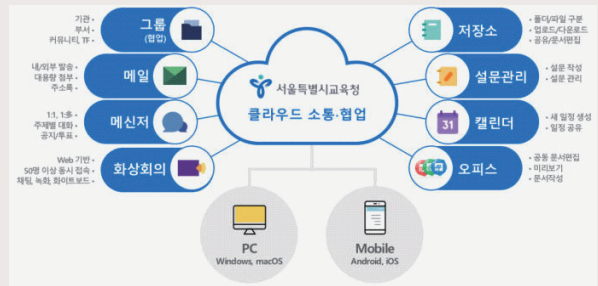 기관 •
부서 •
커뮤니티, TF •
그룹
(협업)
내/외부 발송 •
대용량 첨부 •
주소록 •
메일
1:1, 1:多 •
주제별 대화 •
공지/투표 •
메신저
Web 기반 •
50명 이상 동시 접속 •
채팅, 녹화, 화이트보드 •
화상회의
서울특별시교육청
클라우드 소통·협업
저장소
• 폴더/파일 구분
• 업로드/다운로드
• 공유/문서편집
설문관리
• 설문 작성
• 설문 관리
31
캘린더
• 새 일정 생성
• 일정 공유
오피스
• 공동 문서편집
• 미리보기
• 문서작성
PC
Windows, macOS
Mobile
Android, iOS